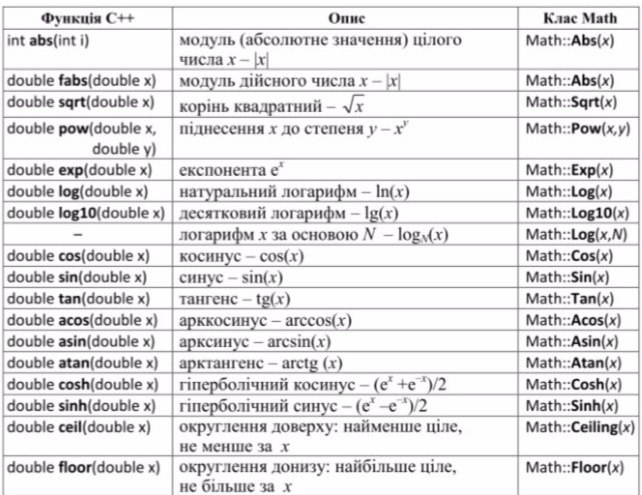 Функція C++ Опис Клас Math
int abs(int i) модуль (абсолютне значення) цілого Math::Abs(x)
числа x – |x|
double fabs(double x) модуль дійсного числа x – |x| Math::Abs(x)
double sqrt(double x) корінь квадратний – √x Math::Sqrt(x)
double pow(double x, піднесення x до степеня y – xʸ Math::Pow(x,y)
double y)
double exp(double x) експонента eˣ Math::Exp(x)
double log(double x) натуральний логарифм – ln(x) Math::Log(x)
double log10(double x) десятковий логарифм – lg(x) Math::Log10(x)
– логарифм x за основою N – logN(x) Math::Log(x,N)
double cos(double x) косинус – cos(x) Math::Cos(x)
double sin(double x) синус – sin(x) Math::Sin(x)
double tan(double x) тангенс – tg(x) Math::Tan(x)
double acos(double x) арккосинус – arccos(x) Math::Acos(x)
double asin(double x) арксинус – arcsin(x) Math::Asin(x)
double atan(double x) арктангенс – arctg (x) Math::Atan(x)
double cosh(double x) гіперболічний косинус – (eˣ +e⁻ˣ)/2 Math::Cosh(x)
double sinh(double x) гіперболічний синус – (eˣ –e⁻ˣ)/2 Math::Sinh(x)
double ceil(double x) округлення доверху: найменше ціле, Math::Ceiling(x)
не менше за x
double floor(double x) округлення донизу: найбільше ціле, Math::Floor(x)
не більше за x